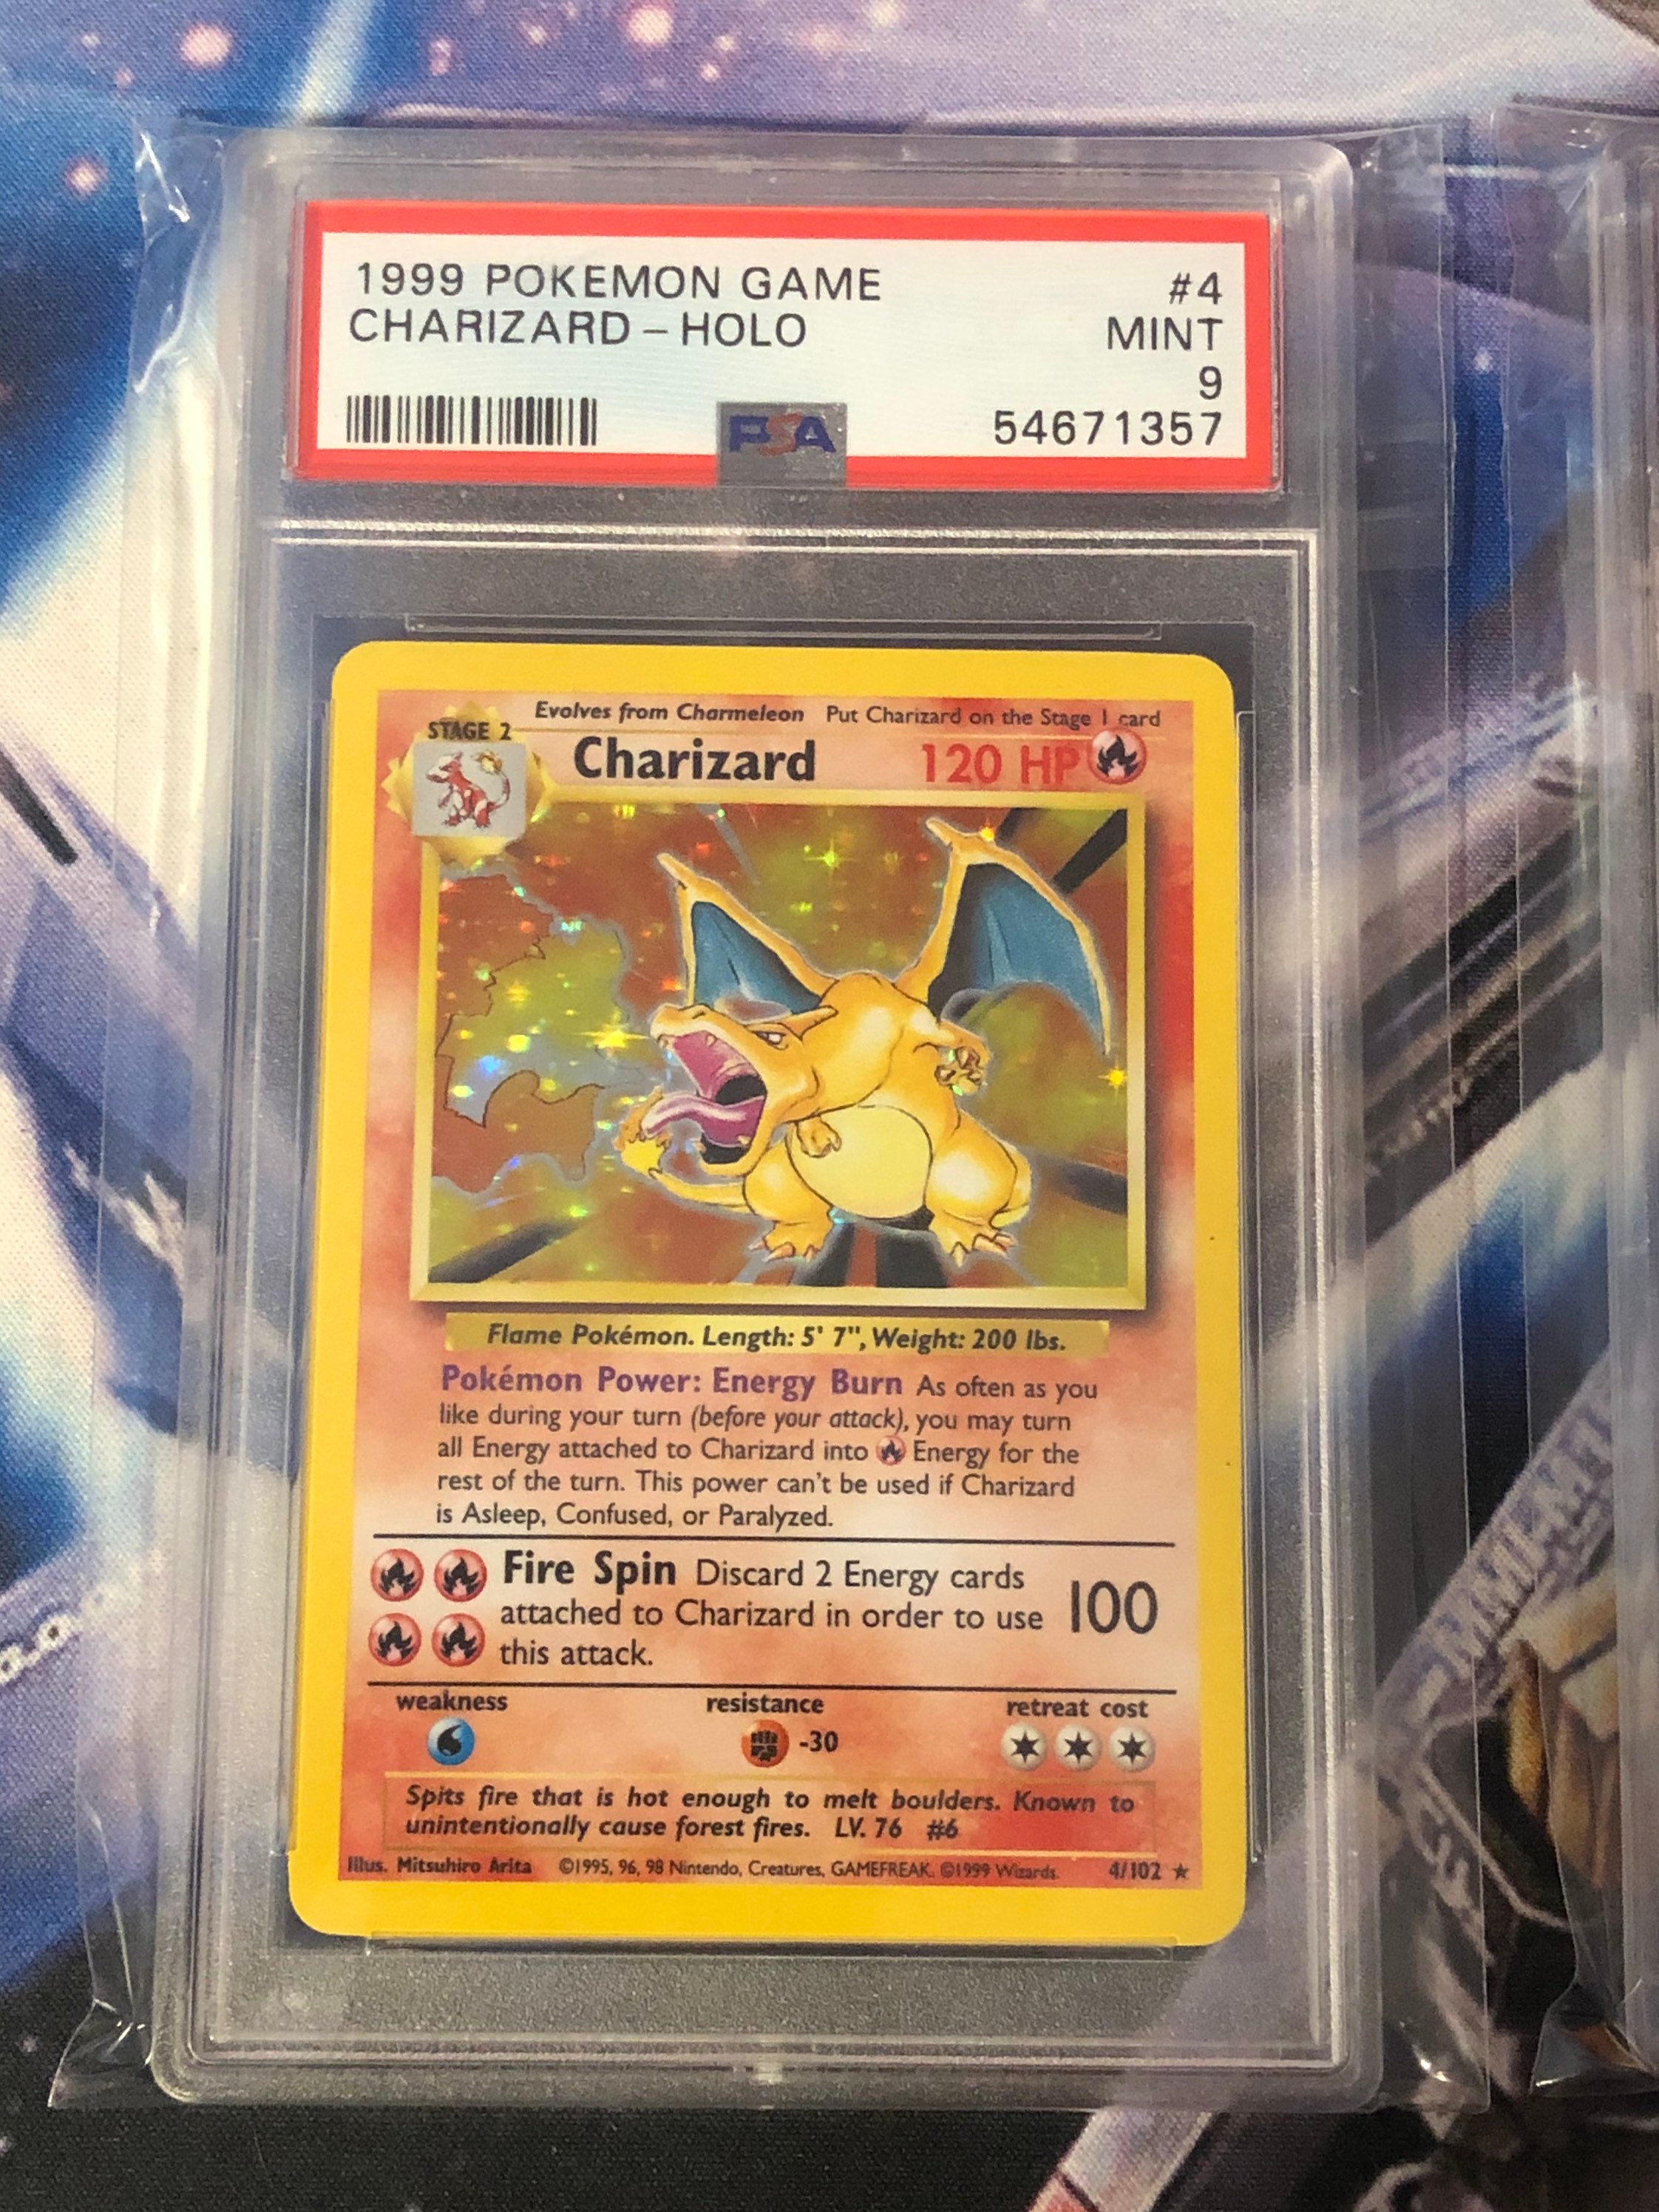 1999 POKEMON GAME #4
CHARIZARD – HOLO MINT
9
PSA 54671357
Evolves from Charmeleon Put Charizard on the Stage 1 card
STAGE 2
Charizard 120 HP
Flame Pokémon. Length: 5' 7", Weight: 200 lbs.
Pokémon Power: Energy Burn As often as you
like during your turn (before your attack), you may turn
all Energy attached to Charizard into Energy for the
rest of the turn. This power can't be used if Charizard
is Asleep, Confused, or Paralyzed.
Fire Spin Discard 2 Energy cards
attached to Charizard in order to use 100
this attack.
weakness resistance retreat cost
-30
Spits fire that is hot enough to melt boulders. Known to
unintentionally cause forest fires. LV. 76 #6
Illus. Mitsuhiro Arita ©1995, 96, 98 Nintendo, Creatures, GAMEFREAK. ©1999 Wizards. 4/102 ★